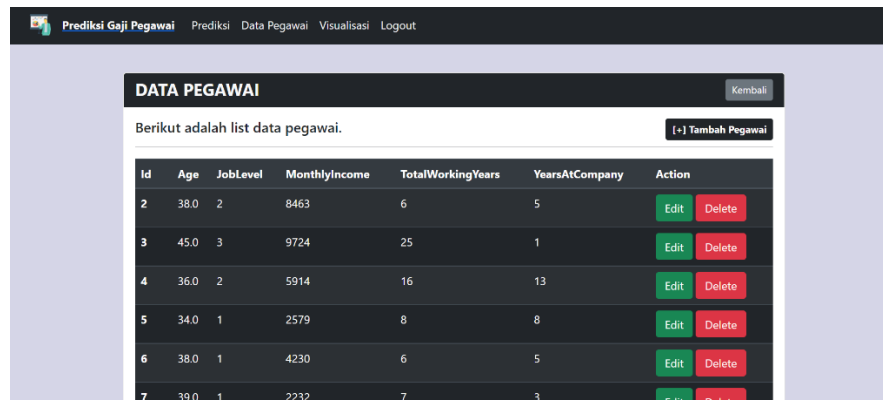 Prediksi Gaji Pegawai Prediksi Data Pegawai Visualisasi Logout
DATA PEGAWAI Kembali
Berikut adalah list data pegawai. [+] Tambah Pegawai
Id Age JobLevel MonthlyIncome TotalWorkingYears YearsAtCompany Action
2 38.0 2 8463 6 5 Edit Delete
3 45.0 3 9724 25 1 Edit Delete
4 36.0 2 5914 16 13 Edit Delete
5 34.0 1 2579 8 8 Edit Delete
6 38.0 1 4230 6 5 Edit Delete
7 39.0 1 2232 7 3 Edit Delete